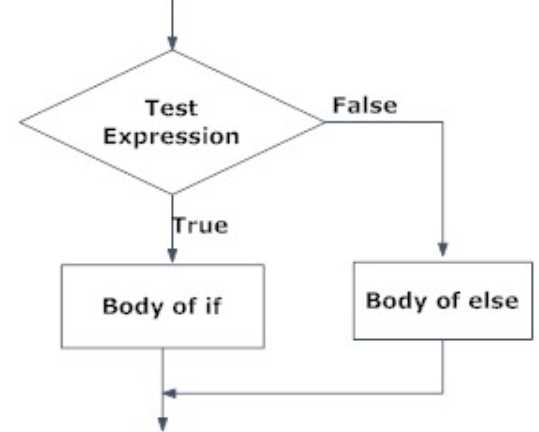 Test
Expression
False
True
Body of if
Body of else